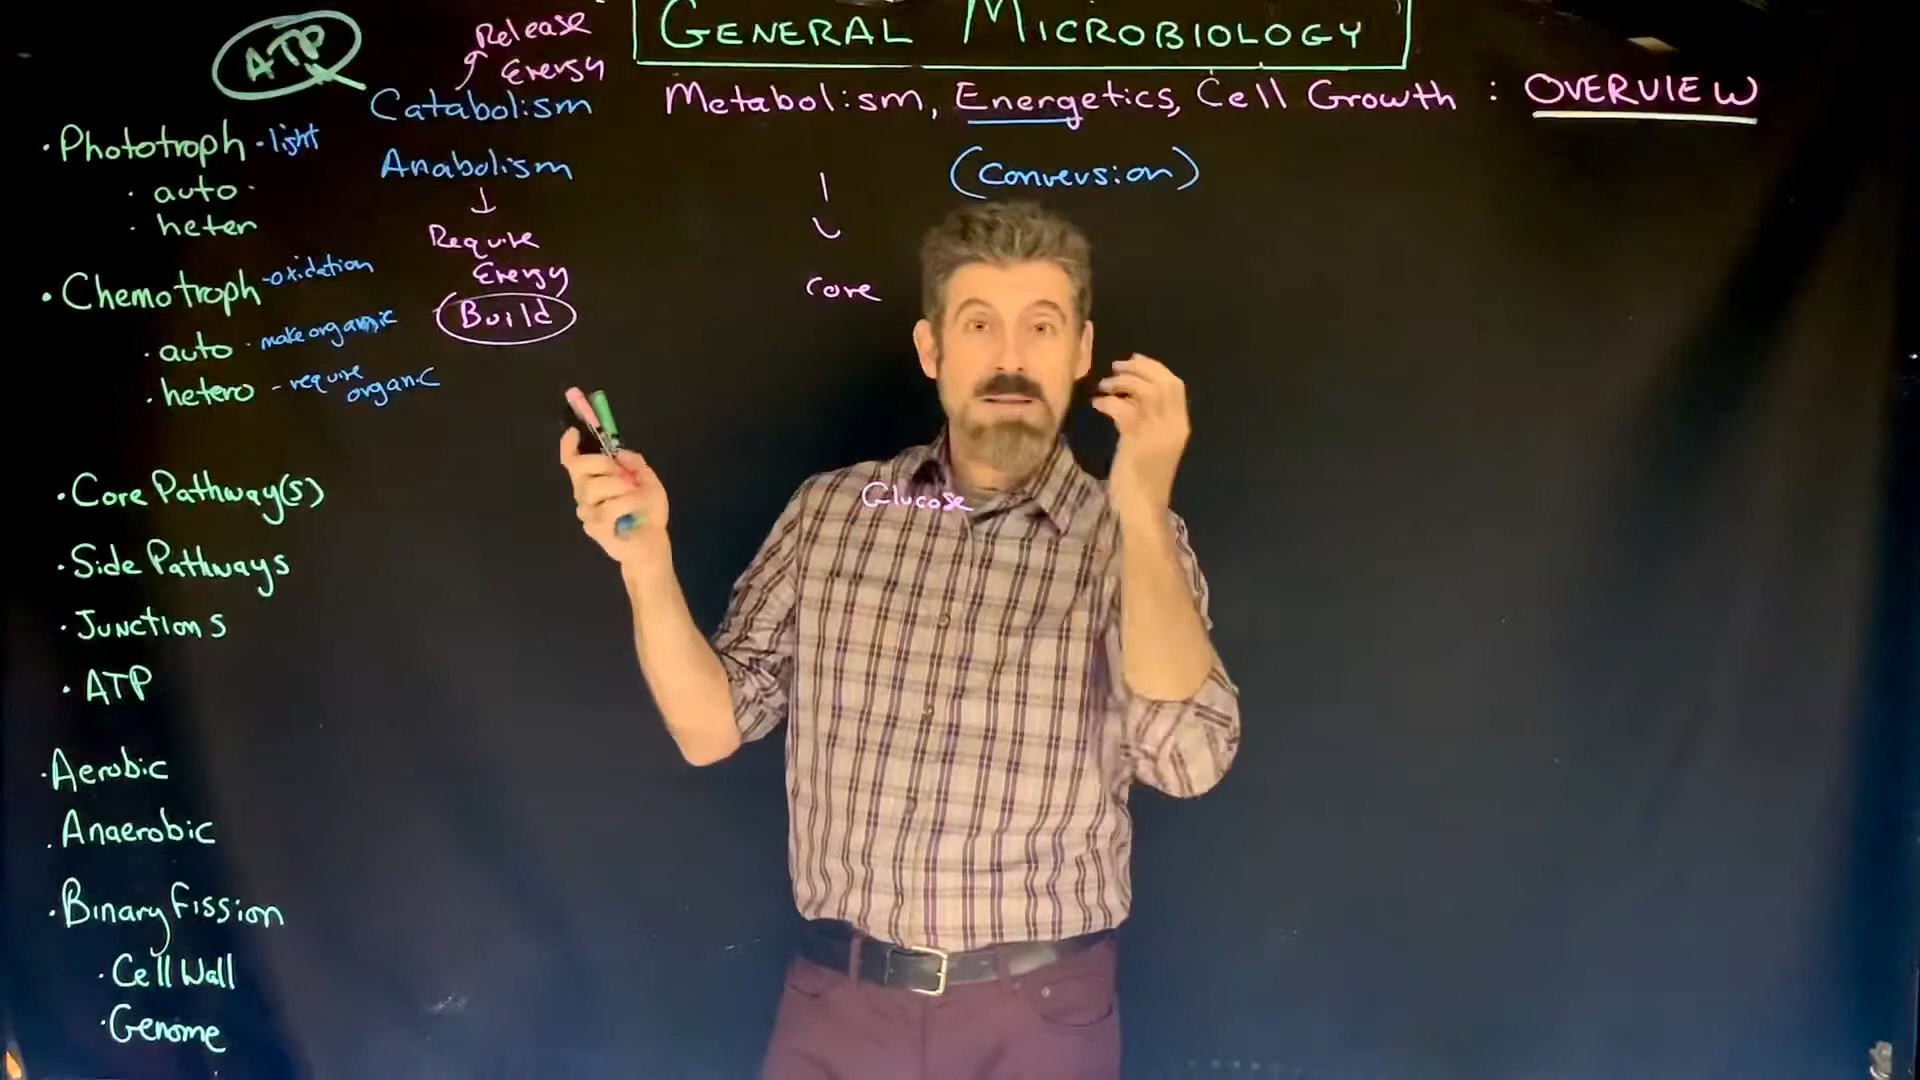 GENERAL MICROBIOLOGY
Metabolism, Energetics, Cell Growth : OVERVIEW
(Conversion)
ATP
Release
Energy
Catabolism
Anabolism
Require
Energy
Build
• Phototroph • light
• auto •
• heter
• Chemotroph - oxidation
• auto • make organic
• hetero - require
organic
• Core Pathway(s)
• Side Pathways
• Junctions
• ATP
• Aerobic
• Anaerobic
• Binary Fission
• Cell Wall
• Genome
Core
Glucose